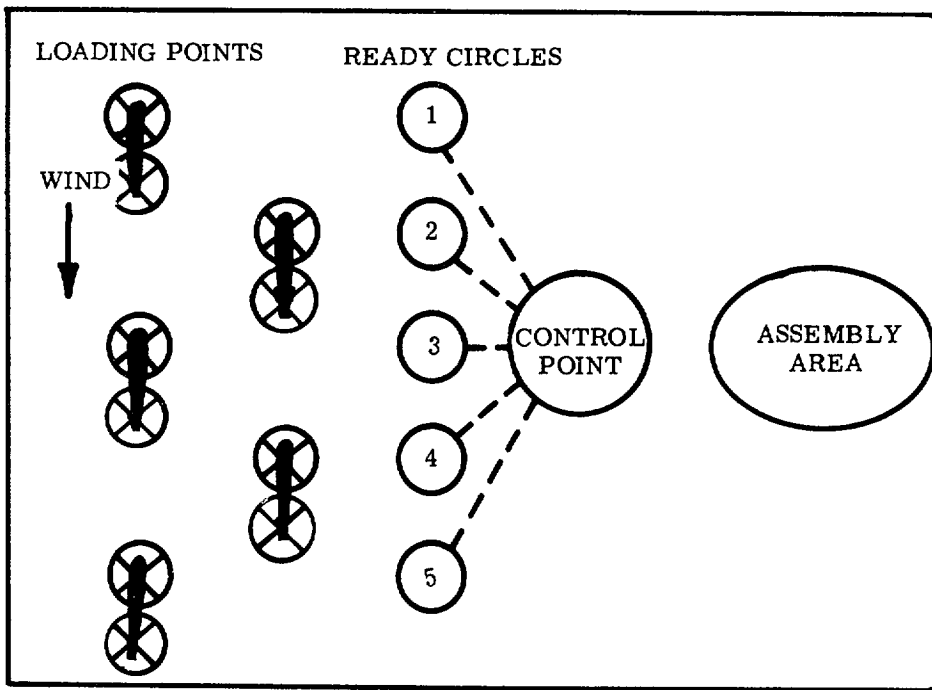 LOADING POINTS
READY CIRCLES
WIND
1
2
3
4
5
CONTROL
POINT
ASSEMBLY
AREA